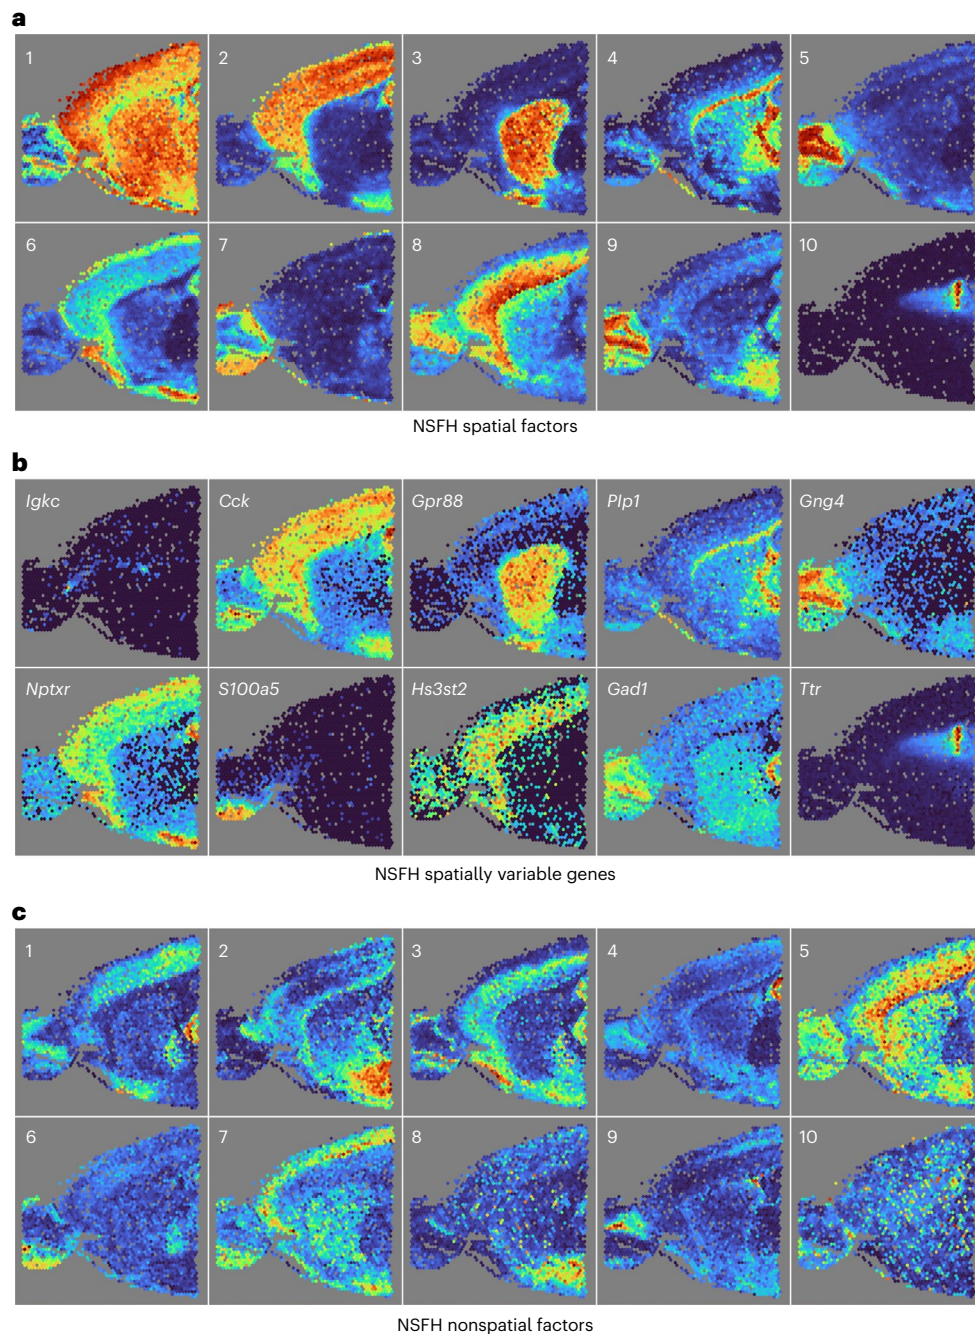 a
1 2 3 4 5
6 7 8 9 10
NSFH spatial factors
b
Igkc Cck Gpr88 Plp1 Gng4
Nptxr S100a5 Hs3st2 Gad1 Ttr
NSFH spatially variable genes
c
1 2 3 4 5
6 7 8 9 10
NSFH nonspatial factors